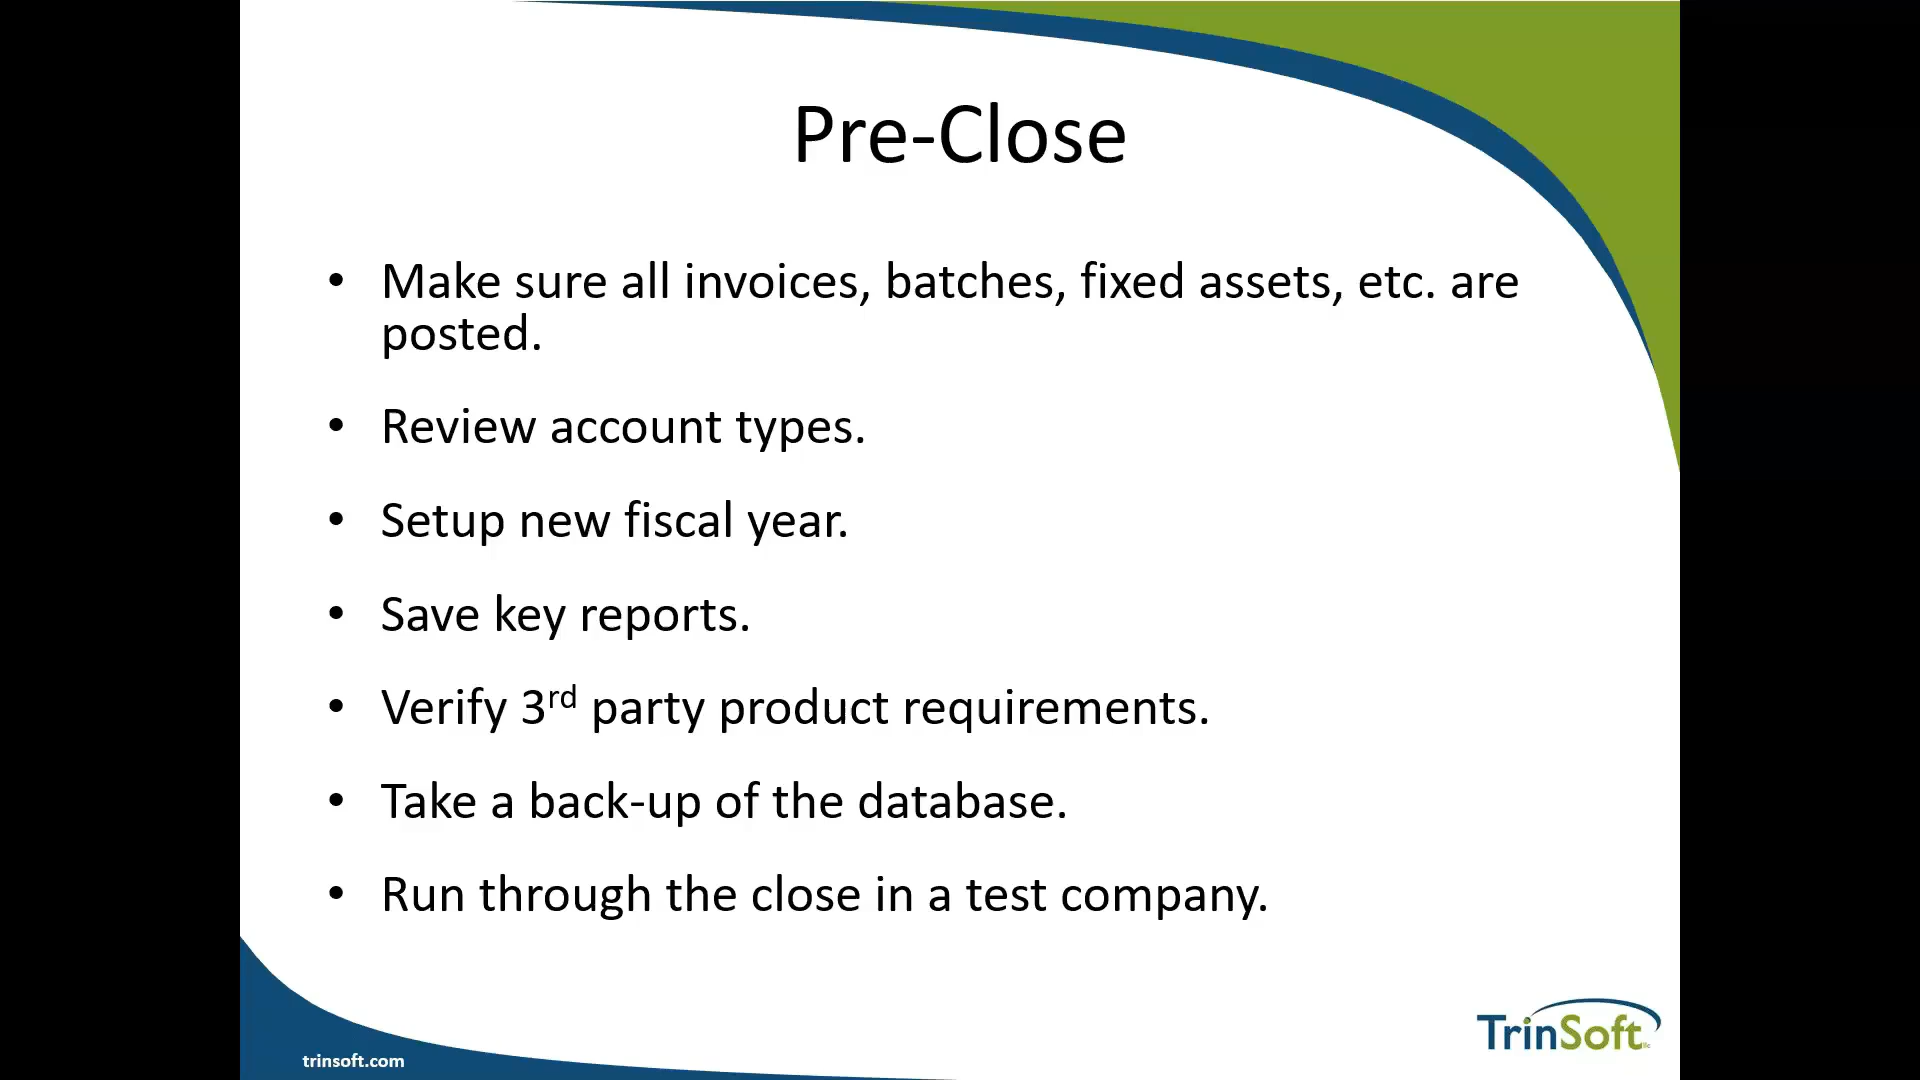 Pre-Close
• Make sure all invoices, batches, fixed assets, etc. are
posted.
• Review account types.
• Setup new fiscal year.
• Save key reports.
• Verify 3rd party product requirements.
• Take a back-up of the database.
• Run through the close in a test company.
TrinSoft llc
trinsoft.com